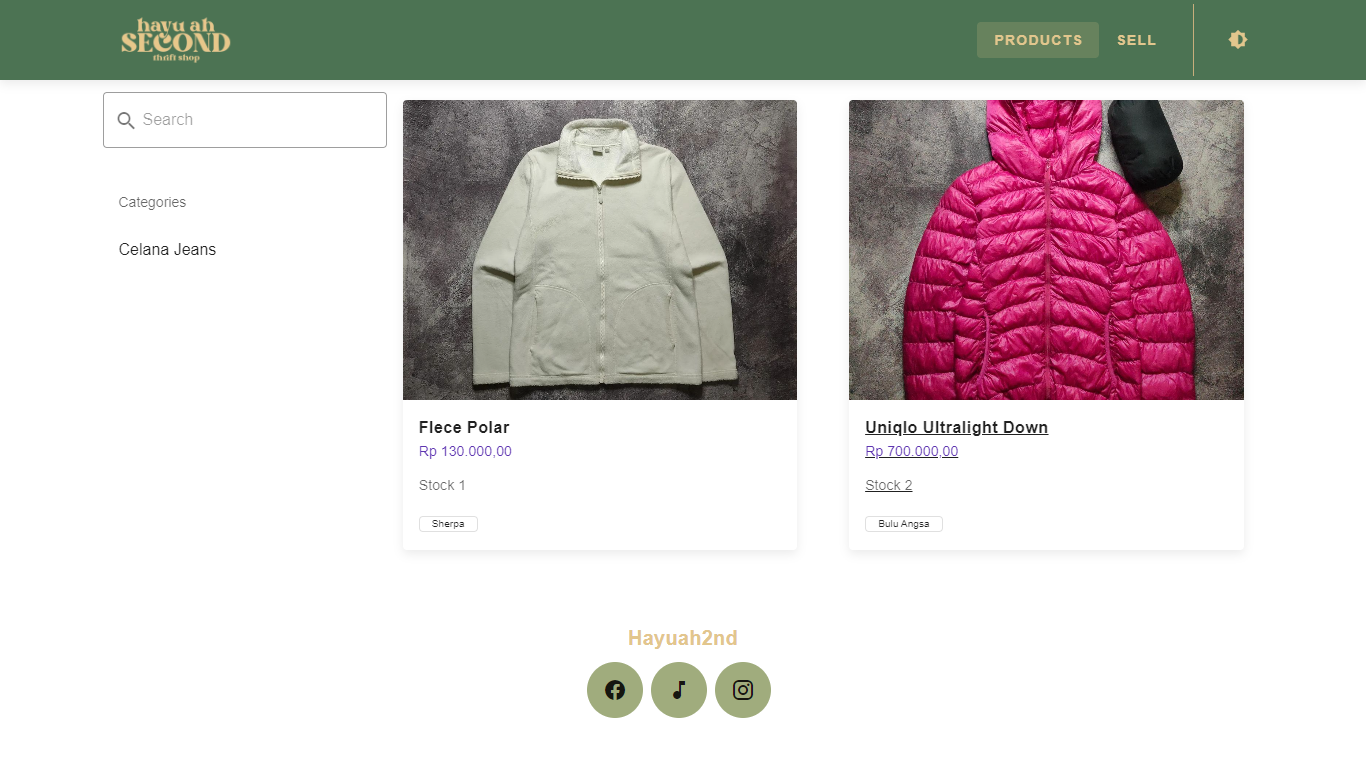 hayu ah
SECOND
thrift shop
PRODUCTS
SELL
Search
Categories
Celana Jeans
Flece Polar
Rp 130.000,00
Stock 1
Sherpa
Uniqlo Ultralight Down
Rp 700.000,00
Stock 2
Bulu Angsa
Hayuah2nd